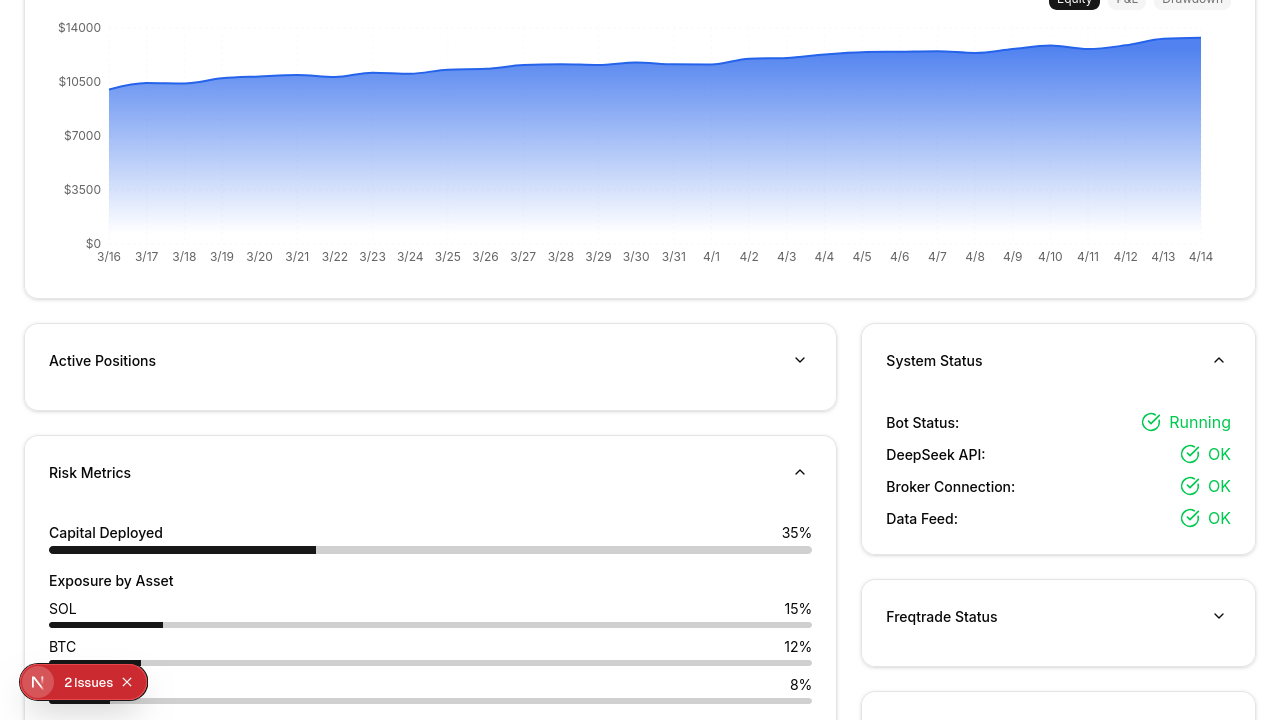 Equity P&L Drawdown
$14000
$10500
$7000
$3500
$0
3/16 3/17 3/18 3/19 3/20 3/21 3/22 3/23 3/24 3/25 3/26 3/27 3/28 3/29 3/30 3/31 4/1 4/2 4/3 4/4 4/5 4/6 4/7 4/8 4/9 4/10 4/11 4/12 4/13 4/14
Active Positions
Risk Metrics
Capital Deployed 35%
Exposure by Asset
SOL 15%
BTC 12%
8%
System Status
Bot Status: Running
DeepSeek API: OK
Broker Connection: OK
Data Feed: OK
Freqtrade Status
N 2 Issues